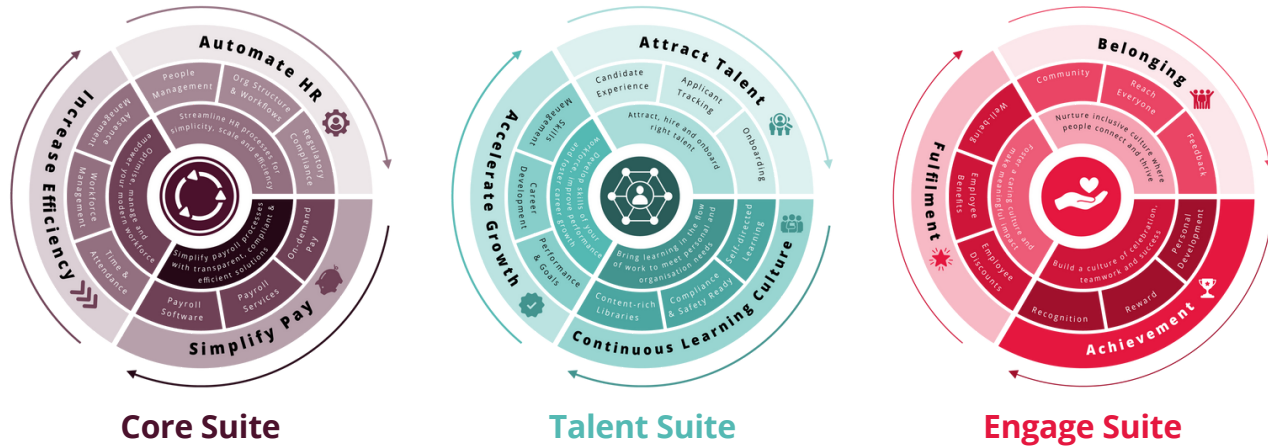 Automate HR
People
Management
Org Structure
& Workflows
Regulatory
Compliance
Streamline HR processes for
simplicity, scale and efficiency
Simplify Pay
On-demand
Pay
Payroll
Services
Payroll
Software
Simplify payroll processes
with transparent, compliant &
efficient solutions
Increase Efficiency
Time &
Attendance
Workforce
Management
Absence
Management
Optimise, manage and
empower your modern workforce
Core Suite
Attract Talent
Candidate
Experience
Applicant
Tracking
Onboarding
Attract, hire and onboard
right talent
Continuous Learning Culture
Self-directed
Learning
Compliance
& Safety Ready
Content-rich
Libraries
Bring learning in the flow
of work to meet personal and
organisation needs
Accelerate Growth
Performance
& Goals
Career
Development
Skills
Management
Develop skills of your
workforce, improve performance
and foster career growth
Talent Suite
Belonging
Community
Reach
Everyone
Feedback
Nurture inclusive culture where
people connect and thrive
Achievement
Personal
Development
Reward
Recognition
Build a culture of celebration,
teamwork and success
Fulfilment
Employee
Discounts
Employee
Benefits
Well-being
Foster a caring culture and
make meaningful impact
Engage Suite